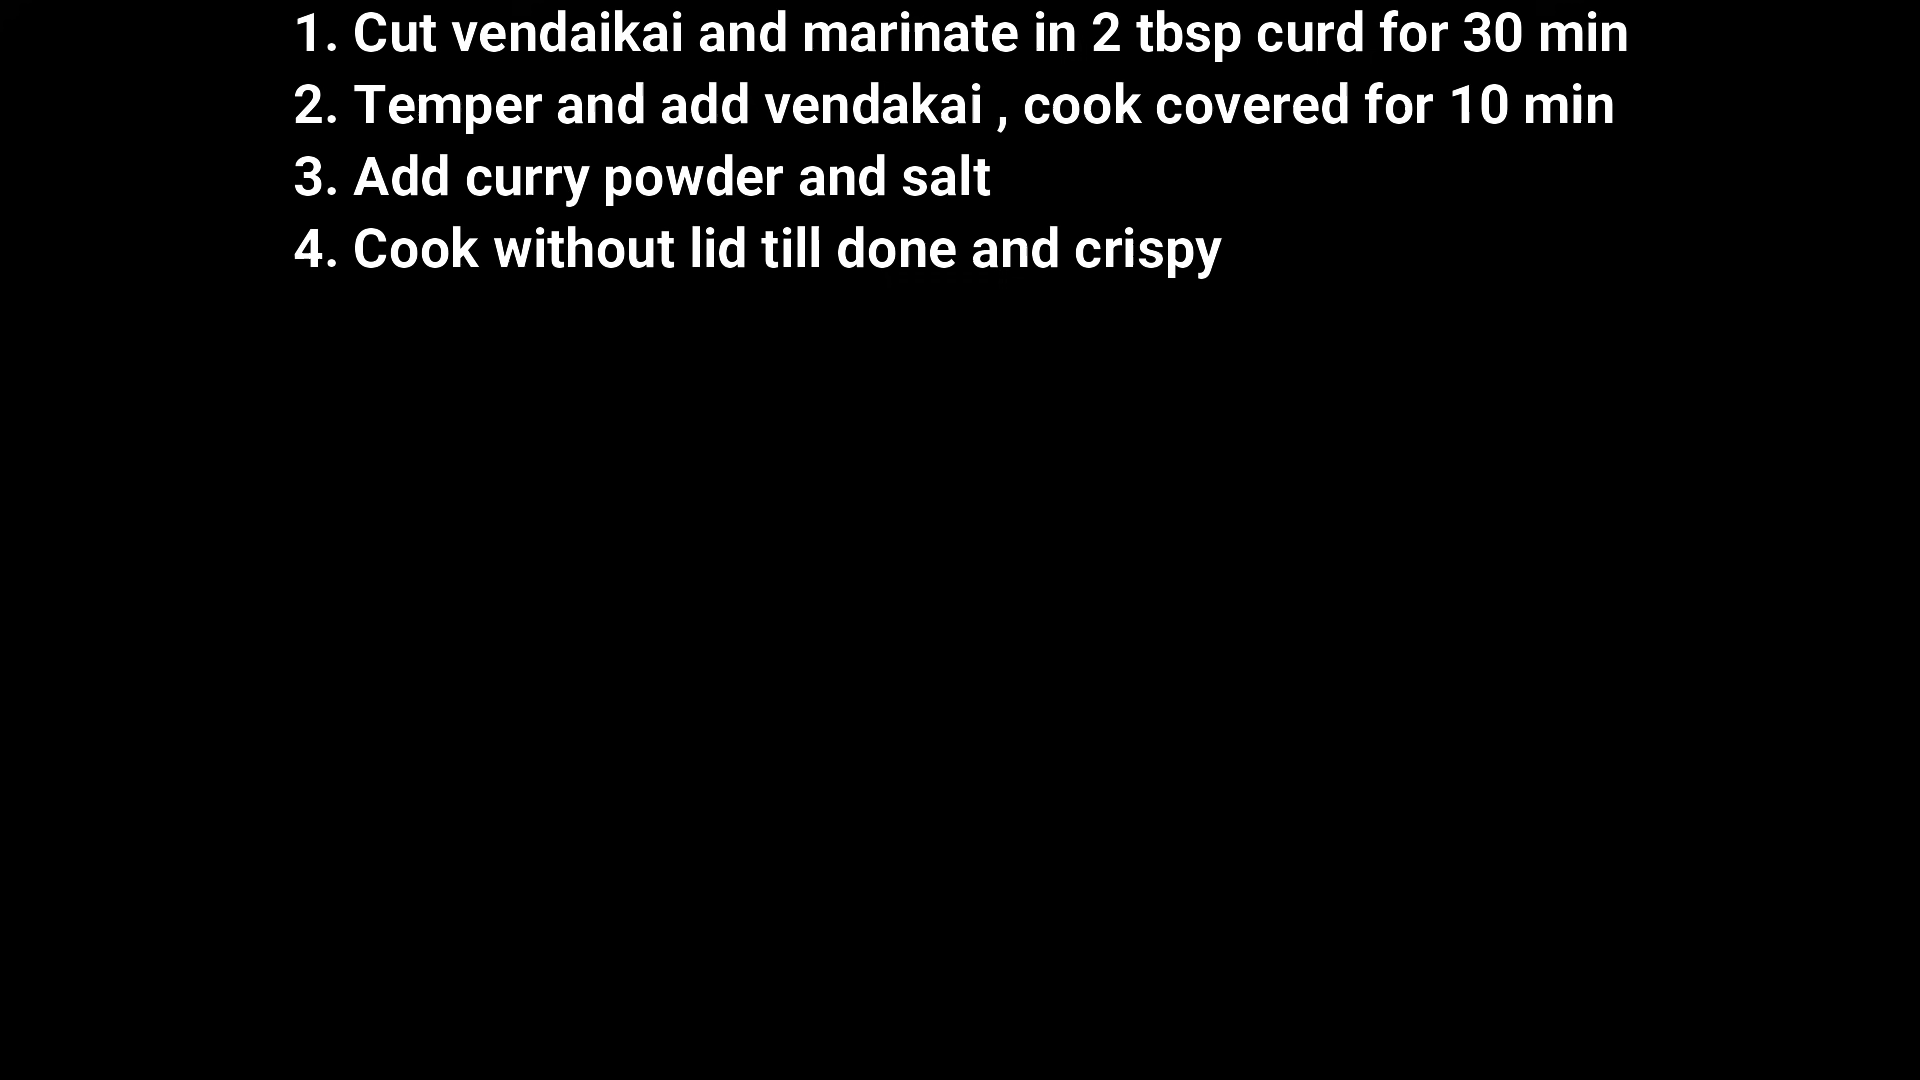 1. Cut vendaikai and marinate in 2 tbsp curd for 30 min
2. Temper and add vendakai , cook covered for 10 min
3. Add curry powder and salt
4. Cook without lid till done and crispy